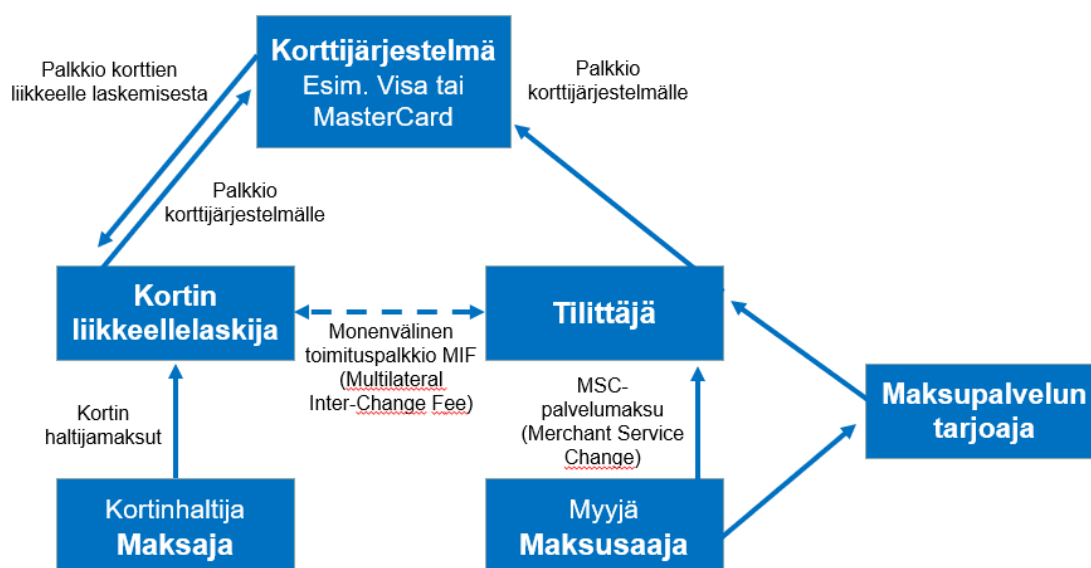 Korttijärjestelmä
Esim. Visa tai
MasterCard
Palkkio korttien
liikkeelle laskemisesta
Palkkio
korttijärjestelmälle
Palkkio
korttijärjestelmälle
Kortin
liikkeellelaskija
Tilittäjä
Monenvälinen
toimituspalkkio MIF
(Multilateral
Inter-Change Fee)
Maksupalvelun
tarjoaja
Kortin
haltijamaksut
MSC-
palvelumaksu
(Merchant Service
Change)
Kortinhaltija
Maksaja
Myyjä
Maksusaaja